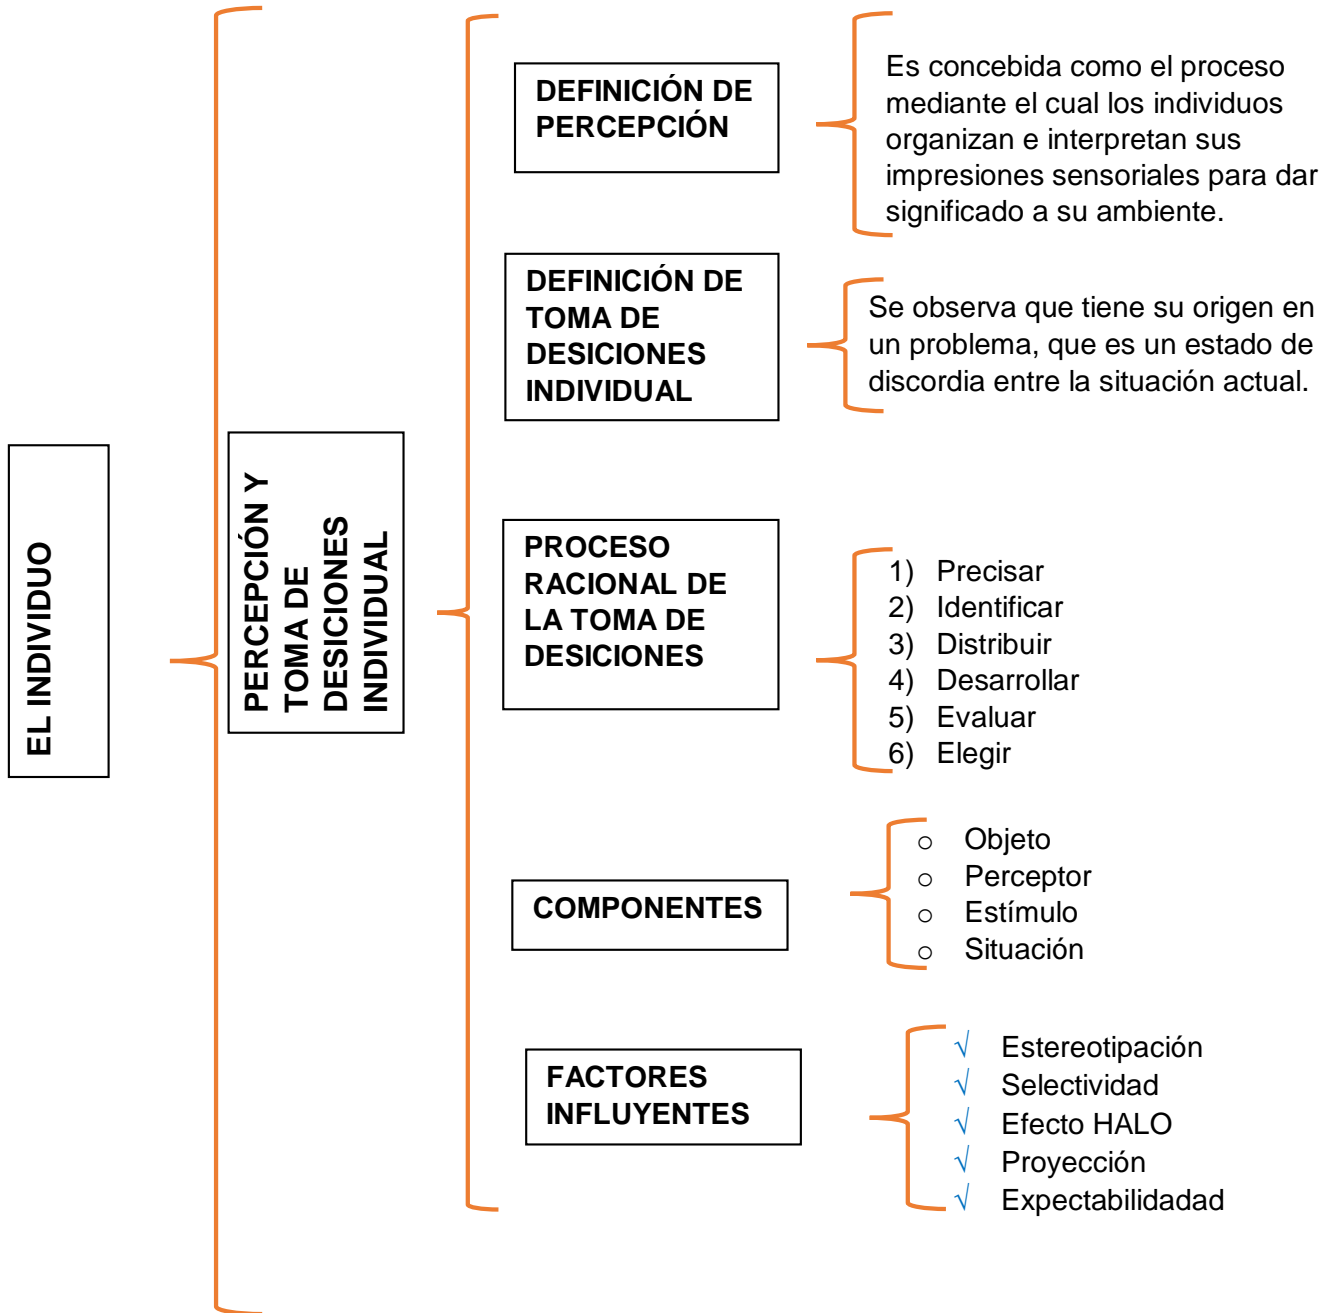 EL INDIVIDUO
PERCEPCIÓN Y
TOMA DE
DESICIONES
INDIVIDUAL
DEFINICIÓN DE
PERCEPCIÓN
Es concebida como el proceso
mediante el cual los individuos
organizan e interpretan sus
impresiones sensoriales para dar
significado a su ambiente.
DEFINICIÓN DE
TOMA DE
DESICIONES
INDIVIDUAL
Se observa que tiene su origen en
un problema, que es un estado de
discordia entre la situación actual.
PROCESO
RACIONAL DE
LA TOMA DE
DESICIONES
1) Precisar
2) Identificar
3) Distribuir
4) Desarrollar
5) Evaluar
6) Elegir
COMPONENTES
o Objeto
o Perceptor
o Estímulo
o Situación
FACTORES
INFLUYENTES
√ Estereotipación
√ Selectividad
√ Efecto HALO
√ Proyección
√ Expectabilidadad